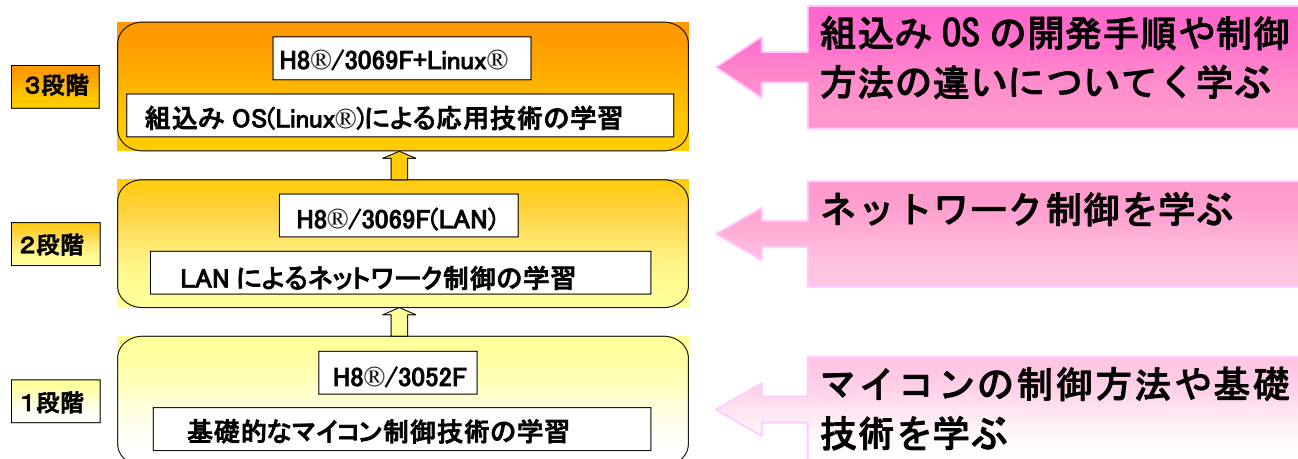 ３段階
H8®/3069F+Linux®
組込み OS(Linux®)による応用技術の学習
組込み OS の開発手順や制御
方法の違いについてく学ぶ
２段階
H8®/3069F(LAN)
LAN によるネットワーク制御の学習
ネットワーク制御を学ぶ
１段階
H8®/3052F
基礎的なマイコン制御技術の学習
マイコンの制御方法や基礎
技術を学ぶ